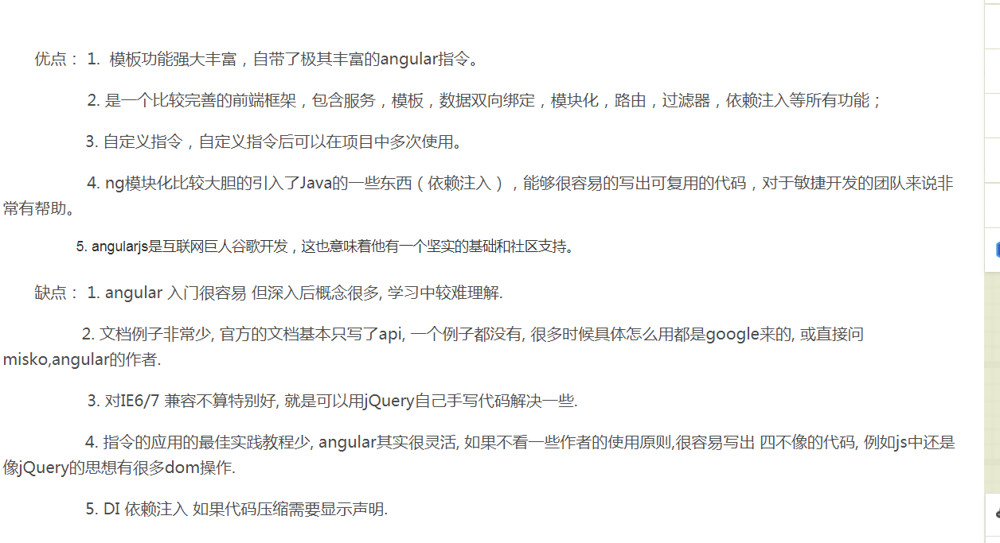 优点： 1. 模板功能强大丰富，自带了极其丰富的angular指令。
2. 是一个比较完善的前端框架，包含服务，模板，数据双向绑定，模块化，路由，过滤器，依赖注入等所有功能；
3. 自定义指令，自定义指令后可以在项目中多次使用。
4. ng模块化比较大胆的引入了Java的一些东西（依赖注入），能够很容易的写出可复用的代码，对于敏捷开发的团队来说非
常有帮助。
5. angularjs是互联网巨人谷歌开发，这也意味着他有一个坚实的基础和社区支持。
缺点： 1. angular 入门很容易 但深入后概念很多, 学习中较难理解.
2. 文档例子非常少, 官方的文档基本只写了api, 一个例子都没有, 很多时候具体怎么用都是google来的, 或直接问
misko,angular的作者.
3. 对IE6/7 兼容不算特别好, 就是可以用jQuery自己手写代码解决一些.
4. 指令的应用的最佳实践教程少, angular其实很灵活, 如果不看一些作者的使用原则,很容易写出 四不像的代码, 例如js中还是
像jQuery的思想有很多dom操作.
5. DI 依赖注入 如果代码压缩需要显示声明.